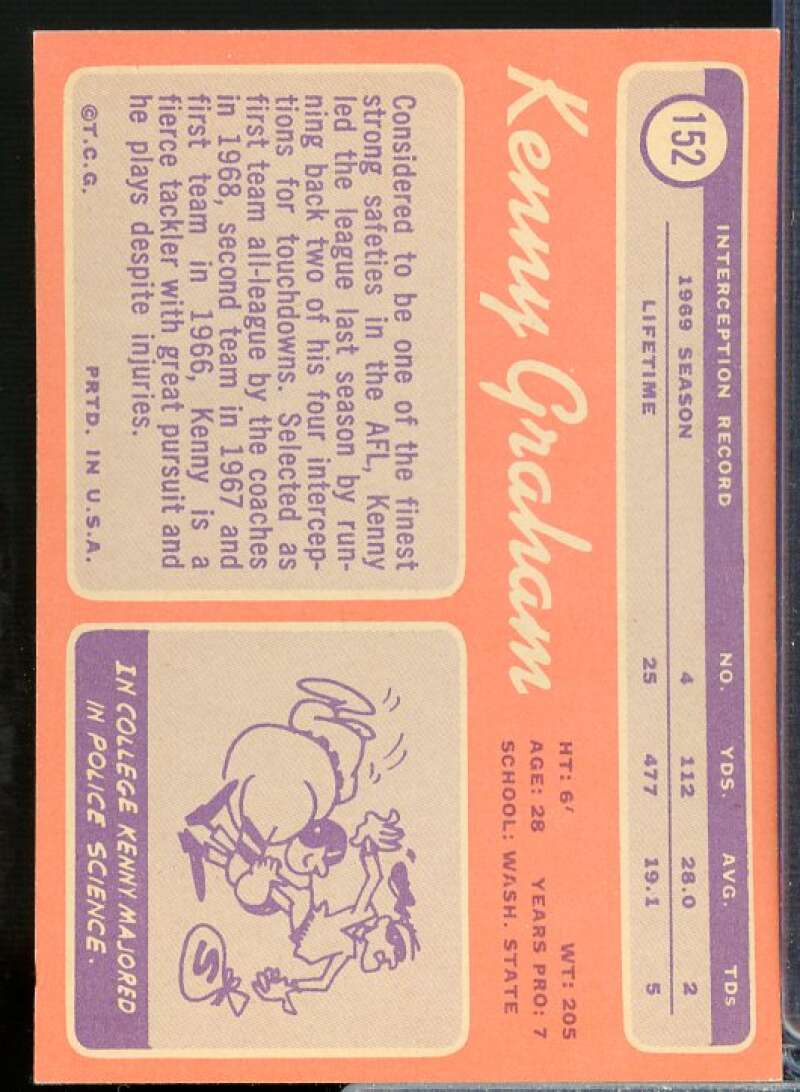 152
INTERCEPTION RECORD NO. YDS. AVG. TDs
1969 SEASON 4 112 28.0 2
LIFETIME 25 477 19.1 5
Kenny Graham
HT: 6' WT: 205
AGE: 28 YEARS PRO: 7
SCHOOL: WASH. STATE
Considered to be one of the finest
strong safeties in the AFL, Kenny
led the league last season by run-
ning back two of his four intercep-
tions for touchdowns. Selected as
first team all-league by the coaches
in 1968, second team in 1967 and
first team in 1966, Kenny is a
fierce tackler with great pursuit and
he plays despite injuries.
©T.C.G. PRTD. IN U.S.A.
S
IN COLLEGE KENNY MAJORED
IN POLICE SCIENCE.